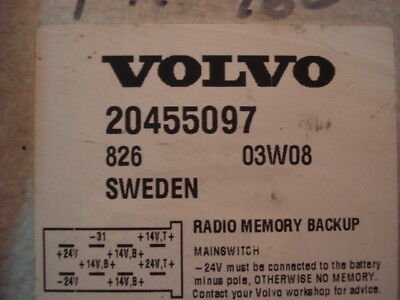 VOLVO
20455097
826 03W08
SWEDEN
RADIO MEMORY BACKUP
-31 +14V,T+
+24V +14V,B+
MAINSWITCH
+14V,B+ +24V,T+
-24V +14V,B+
-24V must be connected to the battery
minus pole, OTHERWISE NO MEMORY.
Contact your Volvo workshop for advice.